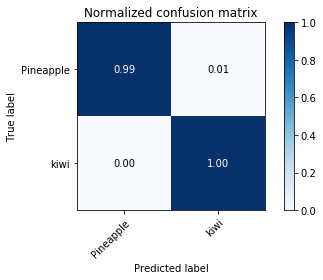 Normalized confusion matrix
True label
Pineapple
0.99
0.01
kiwi
0.00
1.00
Pineapple
kiwi
Predicted label
1.0
0.8
0.6
0.4
0.2
0.0